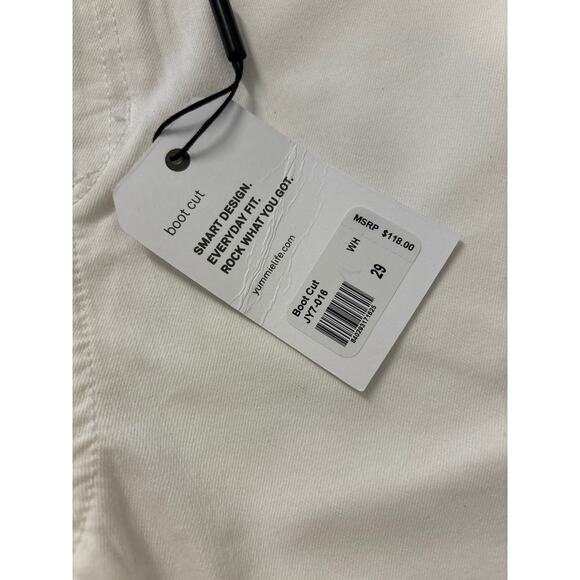 boot cut
SMART DESIGN.
EVERYDAY FIT.
ROCK WHAT YOU GOT.
yummielife.com
MSRP $118.00
WH
29
Boot Cut
JY7-016
840293171625